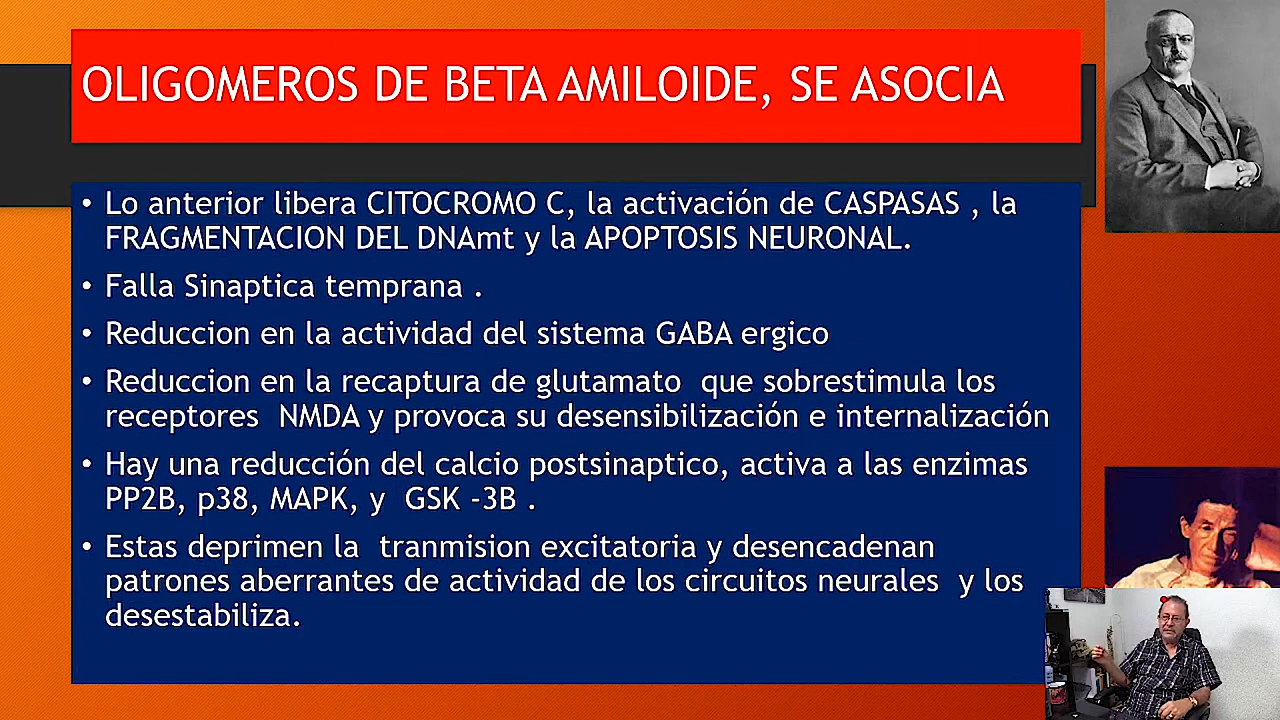 OLIGOMEROS DE BETA AMILOIDE, SE ASOCIA
• Lo anterior libera CITOCROMO C, la activación de CASPASAS , la
FRAGMENTACION DEL DNAmt y la APOPTOSIS NEURONAL.
• Falla Sinaptica temprana .
• Reduccion en la actividad del sistema GABA ergico
• Reduccion en la recaptura de glutamato que sobrestimula los
receptores NMDA y provoca su desensibilización e internalización
• Hay una reducción del calcio postsinaptico, activa a las enzimas
PP2B, p38, MAPK, y GSK -3B .
• Estas deprimen la tranmision excitatoria y desencadenan
patrones aberrantes de actividad de los circuitos neurales y los
desestabiliza.